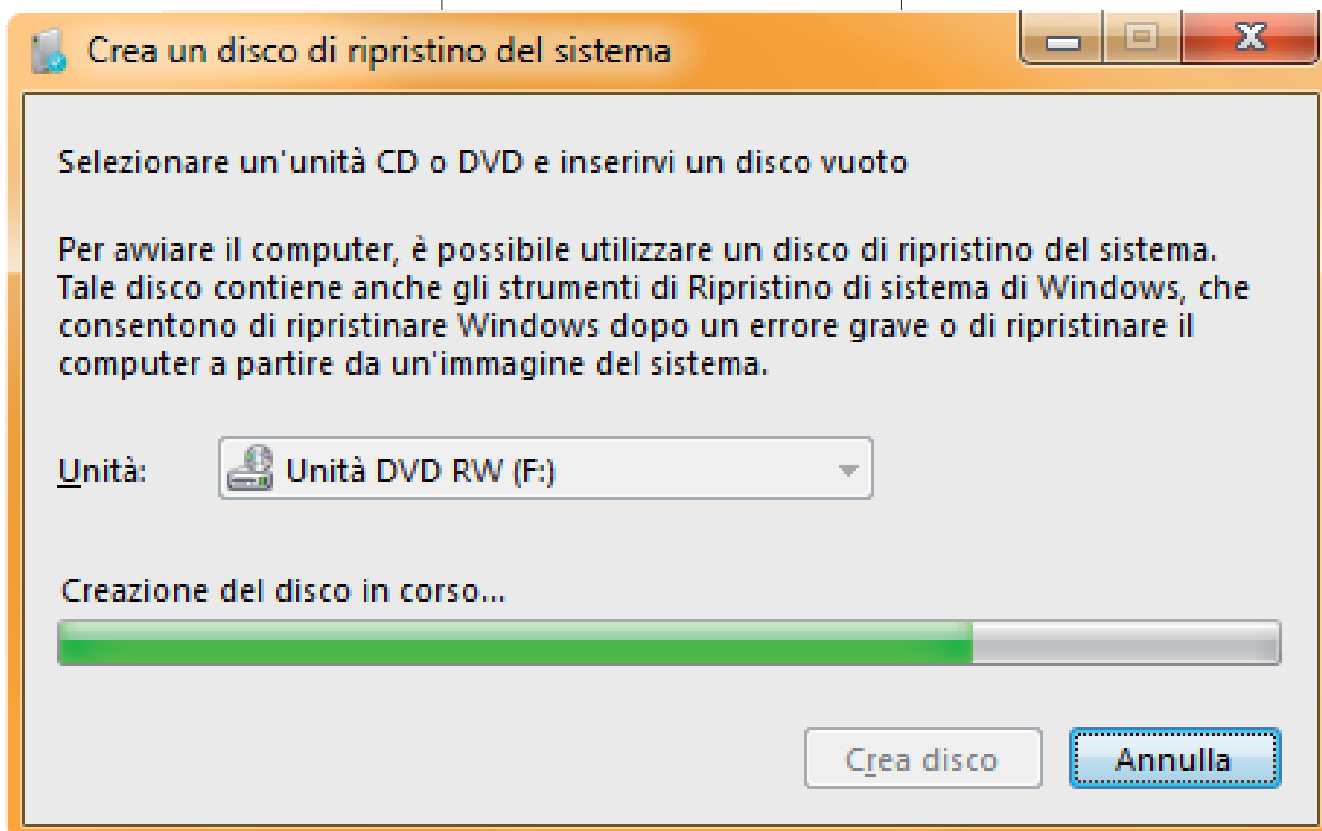 Crea un disco di ripristino del sistema
Selezionare un'unità CD o DVD e inserirvi un disco vuoto
Per avviare il computer, è possibile utilizzare un disco di ripristino del sistema.
Tale disco contiene anche gli strumenti di Ripristino di sistema di Windows, che
consentono di ripristinare Windows dopo un errore grave o di ripristinare il
computer a partire da un'immagine del sistema.
Unità: Unità DVD RW (F:)
Creazione del disco in corso...
Crea disco Annulla